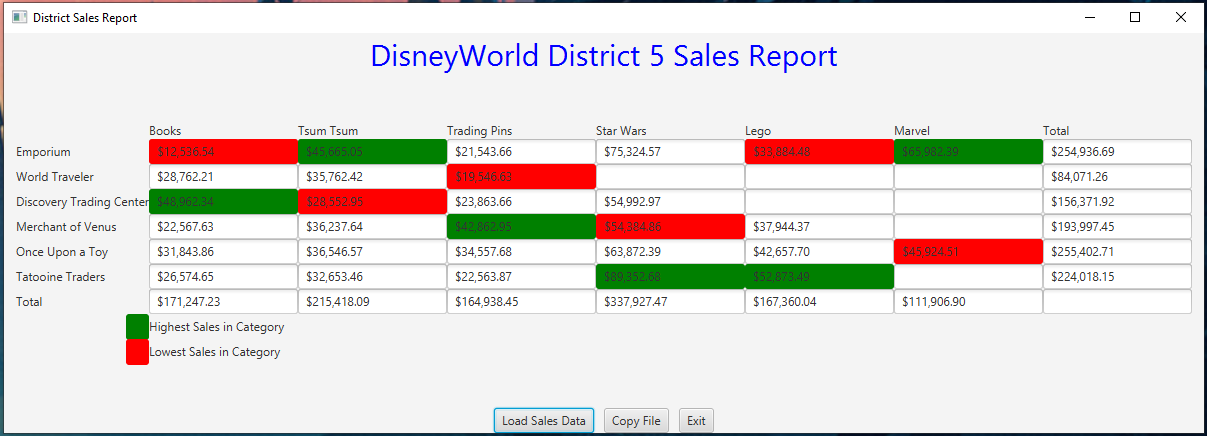 District Sales Report
DisneyWorld District 5 Sales Report
Books Tsum Tsum Trading Pins Star Wars Lego Marvel Total
Emporium $12,536.54 $45,665.05 $21,543.66 $75,324.57 $33,884.48 $65,982.39 $254,936.69
World Traveler $28,762.21 $35,762.42 $19,546.63 $84,071.26
Discovery Trading Center $48,962.34 $28,552.95 $23,863.66 $54,992.97 $156,371.92
Merchant of Venus $22,567.63 $36,237.64 $42,862.95 $54,384.86 $37,944.37 $193,997.45
Once Upon a Toy $31,843.86 $36,546.57 $34,557.68 $63,872.39 $42,657.70 $45,924.51 $255,402.71
Tatooine Traders $26,574.65 $32,653.46 $22,563.87 $89,352.68 $52,873.49 $224,018.15
Total $171,247.23 $215,418.09 $164,938.45 $337,927.47 $167,360.04 $111,906.90
Highest Sales in Category
Lowest Sales in Category
Load Sales Data Copy File Exit